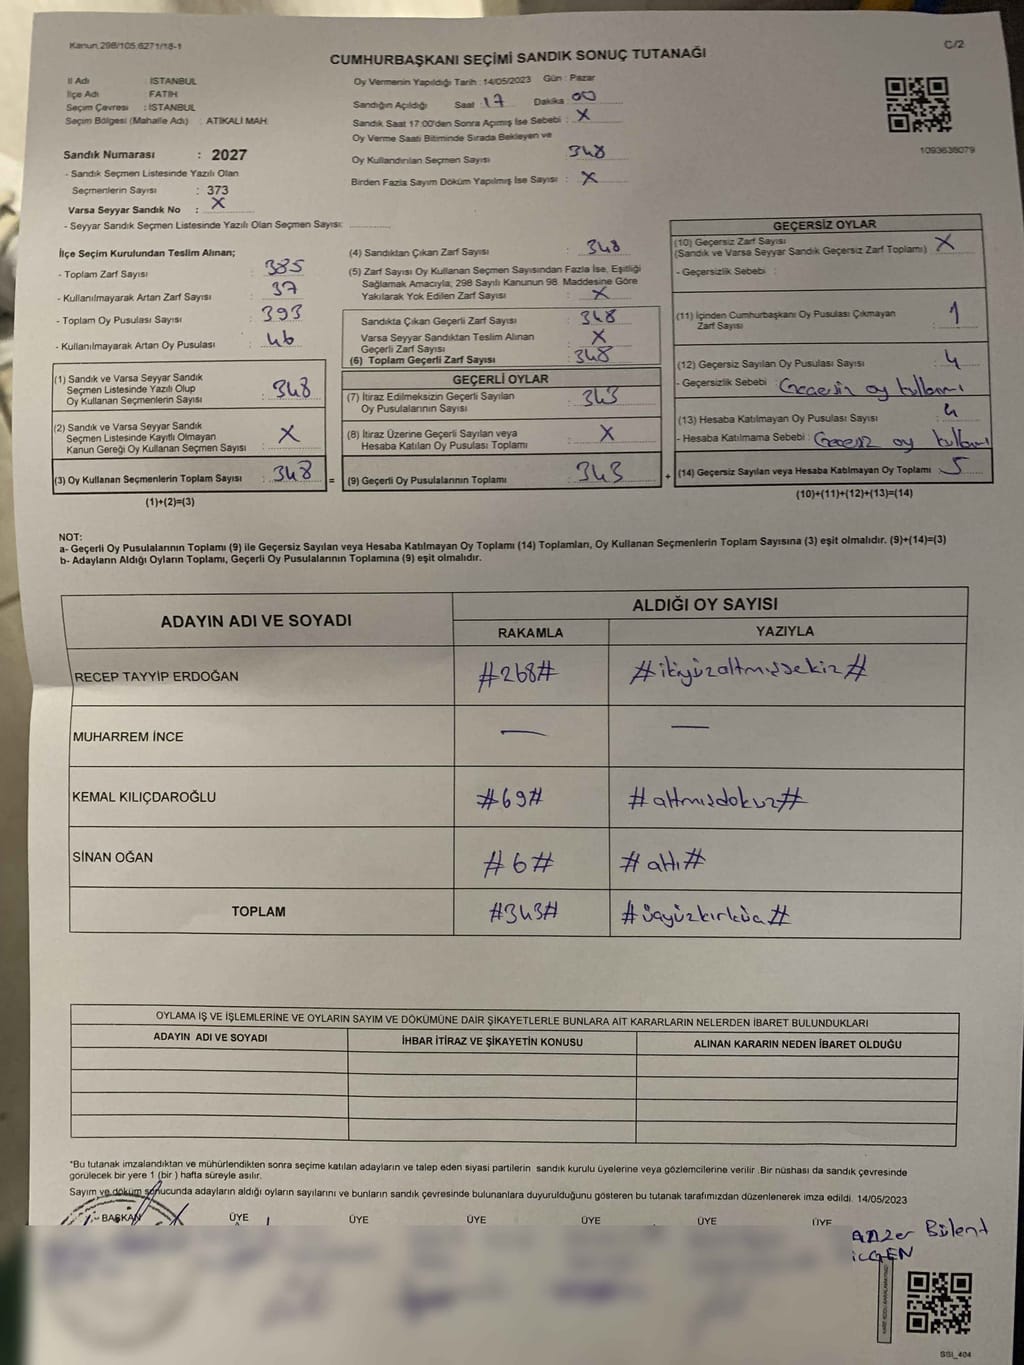 Kanun 298/105;6271/18-1
C/2
CUMHURBAŞKANI SEÇİMİ SANDIK SONUÇ TUTANAĞI
İl Adı : İSTANBUL
İlçe Adı : FATİH
Seçim Çevresi : İSTANBUL
Seçim Bölgesi (Mahalle Adı) : ATİKALİ MAH.
Sandık Numarası : 2027
- Sandık Seçmen Listesinde Yazılı Olan
Seçmenlerin Sayısı : 373
Varsa Seyyar Sandık No : X
- Seyyar Sandık Seçmen Listesinde Yazılı Olan Seçmen Sayısı:
Oy Vermenin Yapıldığı Tarih : 14/05/2023 Gün : Pazar
Sandığın Açıldığı Saat 17 Dakika 00
Sandık Saat 17:00'den Sonra Açılmış İse Sebebi : X
Oy Verme Saati Bitiminde Sırada Bekleyen ve
Oy Kullandırılan Seçmen Sayısı 348
Birden Fazla Sayım Döküm Yapılmış İse Sayısı : X
1093638079
İlçe Seçim Kurulundan Teslim Alınan;
- Toplam Zarf Sayısı : 385
- Kullanılmayarak Artan Zarf Sayısı : 37
- Toplam Oy Pusulası Sayısı : 393
- Kullanılmayarak Artan Oy Pusulası : 46
(1) Sandık ve Varsa Seyyar Sandık
Seçmen Listesinde Yazılı Olup
Oy Kullanan Seçmenlerin Sayısı : 348
(2) Sandık ve Varsa Seyyar Sandık
Seçmen Listesinde Kayıtlı Olmayan
Kanun Gereği Oy Kullanan Seçmen Sayısı : X
(3) Oy Kullanan Seçmenlerin Toplam Sayısı : 348 =
(1)+(2)=(3)
(4) Sandıktan Çıkan Zarf Sayısı : 348
(5) Zarf Sayısı Oy Kullanan Seçmen Sayısından Fazla İse, Eşitliği
Sağlamak Amacıyla, 298 Sayılı Kanunun 98. Maddesine Göre
Yakılarak Yok Edilen Zarf Sayısı : X
Sandıkta Çıkan Geçerli Zarf Sayısı : 348
Varsa Seyyar Sandıktan Teslim Alınan
Geçerli Zarf Sayısı : X
(6) Toplam Geçerli Zarf Sayısı : 348
GEÇERLİ OYLAR
(7) İtiraz Edilmeksizin Geçerli Sayılan
Oy Pusulalarının Sayısı : 343
(8) İtiraz Üzerine Geçerli Sayılan veya
Hesaba Katılan Oy Pusulası Toplamı : X
(9) Geçerli Oy Pusulalarının Toplamı : 343 +
GEÇERSİZ OYLAR
(10) Geçersiz Zarf Sayısı
(Sandık ve Varsa Seyyar Sandık Geçersiz Zarf Toplamı) : X
- Geçersizlik Sebebi :
(11) İçinden Cumhurbaşkanı Oy Pusulası Çıkmayan
Zarf Sayısı : 1
(12) Geçersiz Sayılan Oy Pusulası Sayısı : 4
- Geçersizlik Sebebi : Geçersiz oy kullanımı
(13) Hesaba Katılmayan Oy Pusulası Sayısı : 4
- Hesaba Katılmama Sebebi : Geçersiz oy kullanı
(14) Geçersiz Sayılan veya Hesaba Katılmayan Oy Toplamı : 5
(10)+(11)+(12)+(13)=(14)
NOT:
a- Geçerli Oy Pusulalarının Toplamı (9) ile Geçersiz Sayılan veya Hesaba Katılmayan Oy Toplamı (14) Toplamları, Oy Kullanan Seçmenlerin Toplam Sayısına (3) eşit olmalıdır. (9)+(14)=(3)
b- Adayların Aldığı Oyların Toplamı, Geçerli Oy Pusulalarının Toplamına (9) eşit olmalıdır.
ADAYIN ADI VE SOYADI
ALDIĞI OY SAYISI
RAKAMLA YAZIYLA
RECEP TAYYİP ERDOĞAN #268# #ikiyüzaltmışsekiz#
MUHARREM İNCE — —
KEMAL KILIÇDAROĞLU #69# #altmışdokuz#
SİNAN OĞAN #6# #altı#
TOPLAM #343# #üçyüzkırküç#
OYLAMA İŞ VE İŞLEMLERİNE VE OYLARIN SAYIM VE DÖKÜMÜNE DAİR ŞİKAYETLERLE BUNLARA AİT KARARLARIN NELERDEN İBARET BULUNDUKLARI
ADAYIN ADI VE SOYADI İHBAR İTİRAZ VE ŞİKAYETİN KONUSU ALINAN KARARIN NEDEN İBARET OLDUĞU
*Bu tutanak imzalandıktan ve mühürlendikten sonra seçime katılan adayların ve talep eden siyasi partilerin sandık kurulu üyelerine veya gözlemcilerine verilir .Bir nüshası da sandık çevresinde
görülecek bir yere 1 (bir ) hafta süreyle asılır.
Sayım ve döküm sonucunda adayların aldığı oyların sayılarını ve bunların sandık çevresinde bulunanlara duyurulduğunu gösteren bu tutanak tarafımızdan düzenlenerek imza edildi. 14/05/2023
BAŞKAN ÜYE ÜYE ÜYE ÜYE ÜYE ÜYE
Bülent
SSI_404